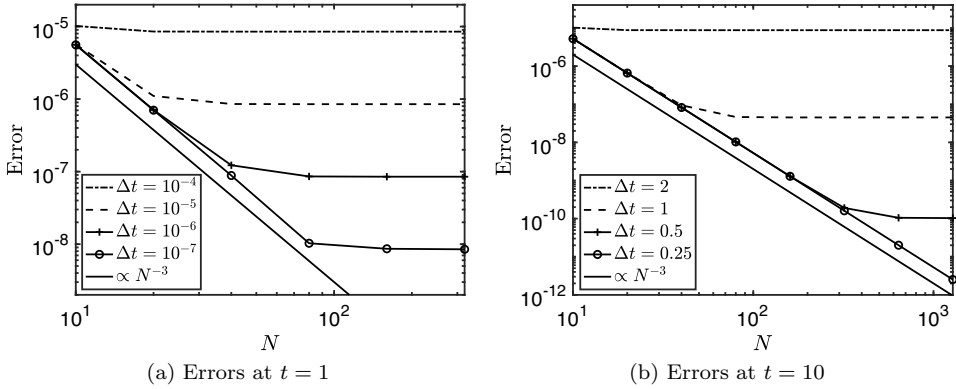 10^{-5}
10^{-6}
10^{-7}
10^{-8}
Error
Δt = 10^{-4}
Δt = 10^{-5}
Δt = 10^{-6}
Δt = 10^{-7}
∝ N^{-3}
10^1
10^2
N
(a) Errors at t = 1
10^{-6}
10^{-8}
10^{-10}
10^{-12}
Error
Δt = 2
Δt = 1
Δt = 0.5
Δt = 0.25
∝ N^{-3}
10^1
10^2
10^3
N
(b) Errors at t = 10